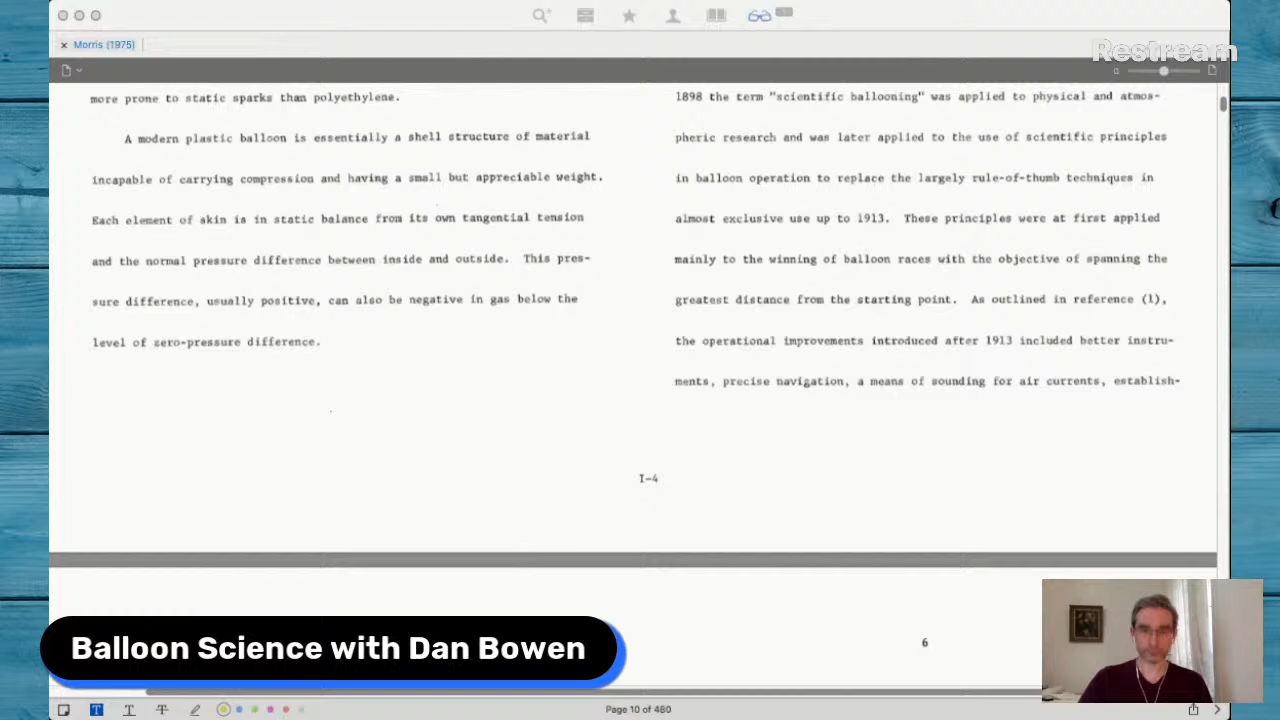 Morris (1975)
Restream
more prone to static sparks than polyethylene.
A modern plastic balloon is essentially a shell structure of material
incapable of carrying compression and having a small but appreciable weight.
Each element of skin is in static balance from its own tangential tension
and the normal pressure difference between inside and outside. This pres-
sure difference, usually positive, can also be negative in gas below the
level of zero-pressure difference.
1898 the term "scientific ballooning" was applied to physical and atmos-
pheric research and was later applied to the use of scientific principles
in balloon operation to replace the largely rule-of-thumb techniques in
almost exclusive use up to 1913. These principles were at first applied
mainly to the winning of balloon races with the objective of spanning the
greatest distance from the starting point. As outlined in reference (1),
the operational improvements introduced after 1913 included better instru-
ments, precise navigation, a means of sounding for air currents, establish-
I-4
6
Balloon Science with Dan Bowen
Page 10 of 480